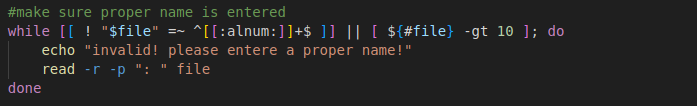 #make sure proper name is entered
while [[ ! "$file" =~ ^[[:alnum:]]+$ ]] || [ ${#file} -gt 10 ]; do
    echo "invalid! please entere a proper name!"
    read -r -p ": " file
done